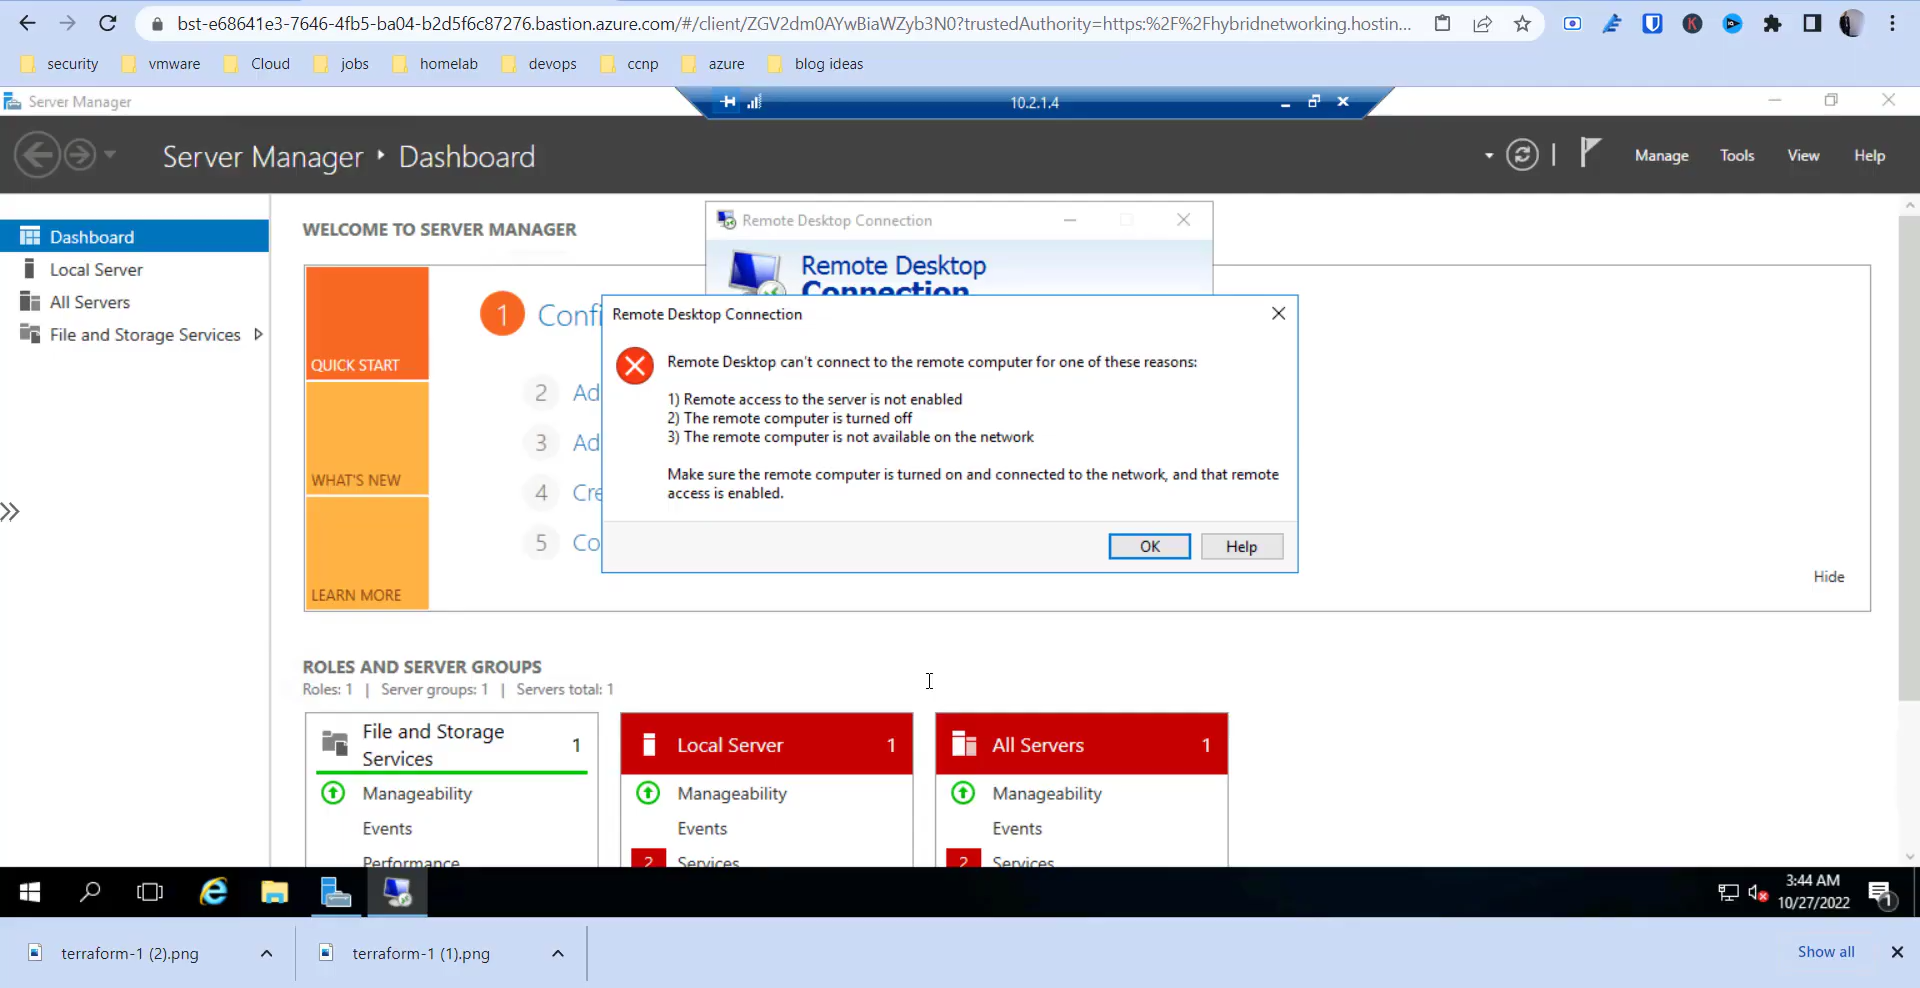 bst-e68641e3-7646-4fb5-ba04-b2d5f6c87276.bastion.azure.com/#/client/ZGV2dm0AYwBiaWZyb3N0?trustedAuthority=https:%2F%2Fhybridnetworking.hostin...
security vmware Cloud jobs homelab devops ccnp azure blog ideas
Server Manager
10.2.1.4
Server Manager ‣ Dashboard
Manage Tools View Help
Dashboard
Local Server
All Servers
File and Storage Services
WELCOME TO SERVER MANAGER
QUICK START
WHAT'S NEW
LEARN MORE
1 Confi
2 Ad
3 Ad
4 Cre
5 Co
Hide
Remote Desktop Connection
Remote Desktop
Connection
Remote Desktop Connection
Remote Desktop can't connect to the remote computer for one of these reasons:
1) Remote access to the server is not enabled
2) The remote computer is turned off
3) The remote computer is not available on the network
Make sure the remote computer is turned on and connected to the network, and that remote
access is enabled.
OK Help
ROLES AND SERVER GROUPS
Roles: 1 | Server groups: 1 | Servers total: 1
File and Storage
Services
1
Manageability
Events
Performance
Local Server 1
Manageability
Events
2 Services
All Servers 1
Manageability
Events
2 Services
3:44 AM
10/27/2022
1
terraform-1 (2).png
terraform-1 (1).png
Show all